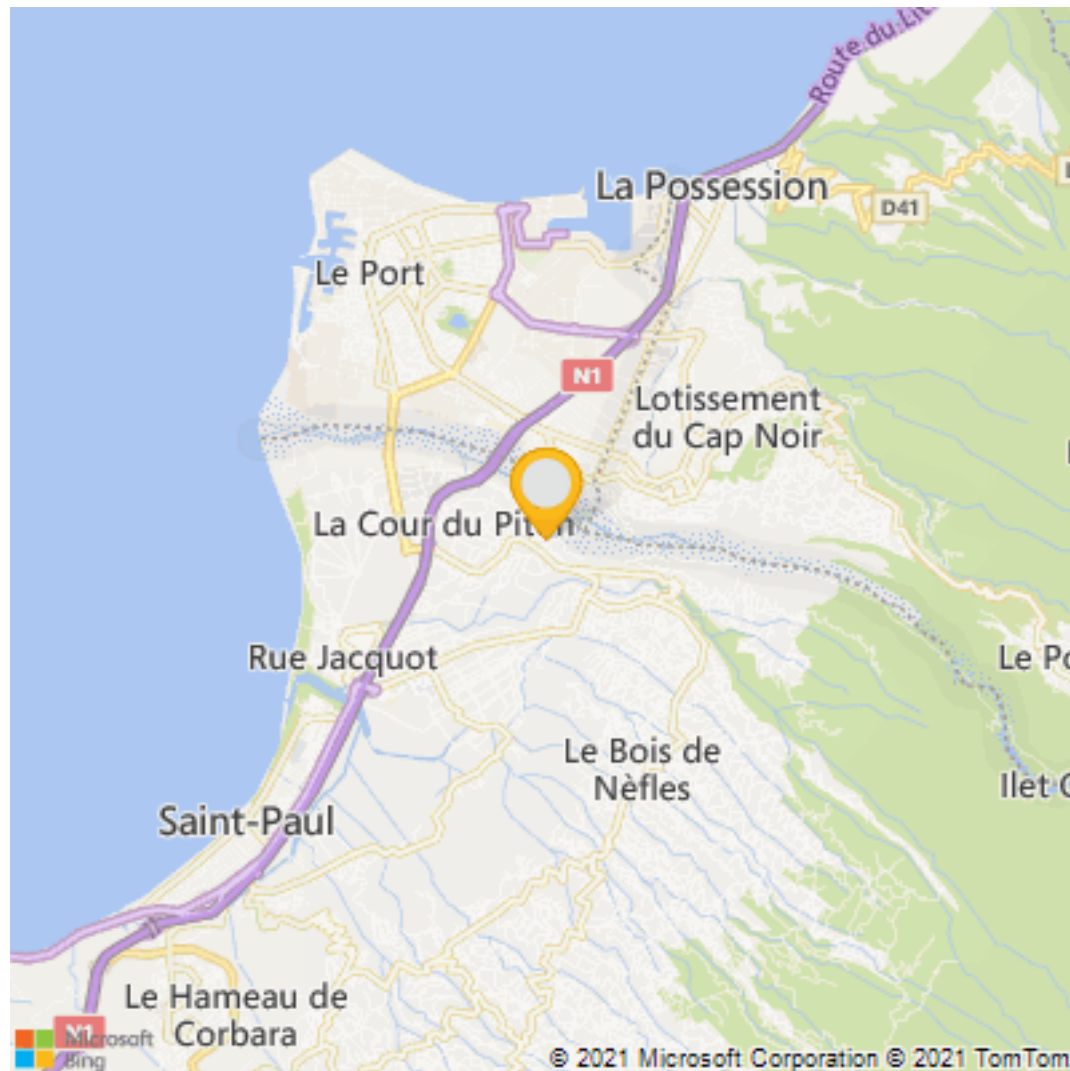 Route du Lit
La Possession
D41
D
Le Port
N1
Lotissement
du Cap Noir
La Cour du Pit n
Rue Jacquot
Le Po
Le Bois de
Nèfles
Ilet
Saint-Paul
Le Hameau de
Corbara
N1
Microsoft
Bing
© 2021 Microsoft Corporation © 2021 TomTom